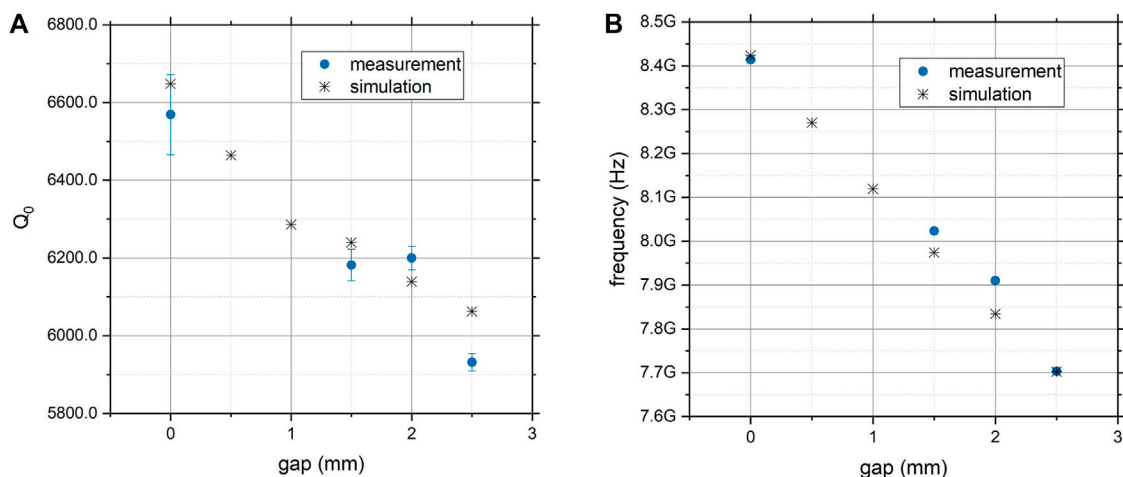 A
6800.0
6600.0
6400.0
6200.0
6000.0
5800.0
Q0
measurement
simulation
0
1
2
3
gap (mm)
B
8.5G
8.4G
8.3G
8.2G
8.1G
8.0G
7.9G
7.8G
7.7G
7.6G
frequency (Hz)
measurement
simulation
0
1
2
3
gap (mm)